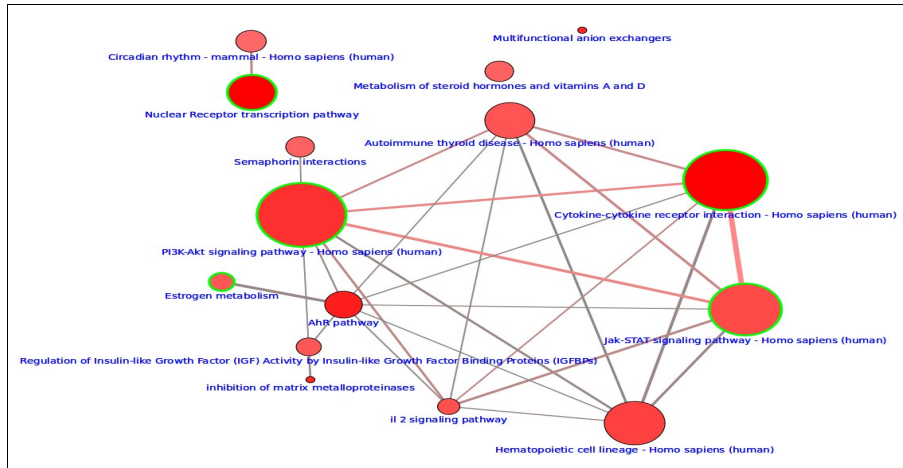 Multifunctional anion exchangers
Circadian rhythm - mammal - Homo sapiens (human)
Metabolism of steroid hormones and vitamins A and D
Nuclear Receptor transcription pathway
Autoimmune thyroid disease - Homo sapiens (human)
Semaphorin interactions
Cytokine-cytokine receptor interaction - Homo sapiens (human)
PI3K-Akt signaling pathway - Homo sapiens (human)
Estrogen metabolism
AhR pathway
Jak-STAT signaling pathway - Homo sapiens (human)
Regulation of Insulin-like Growth Factor (IGF) Activity by Insulin-like Growth Factor Binding Proteins (IGFBPs)
inhibition of matrix metalloproteinases
il 2 signaling pathway
Hematopoietic cell lineage - Homo sapiens (human)